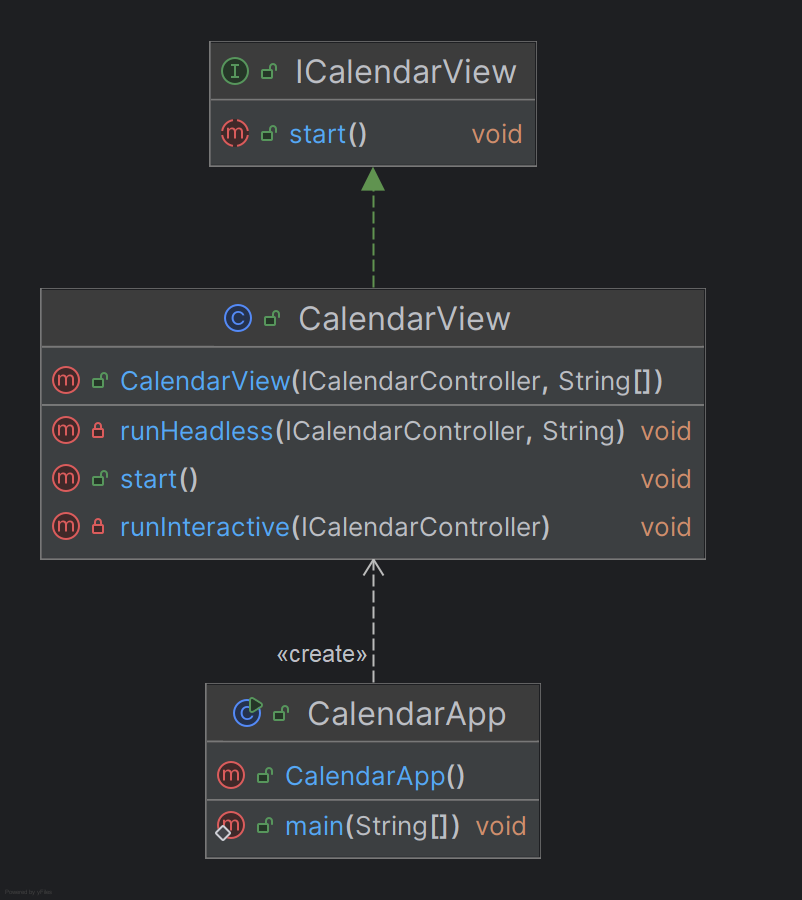 ICalendarView
start() void
CalendarView
CalendarView(ICalendarController, String[])
runHeadless(ICalendarController, String) void
start() void
runInteractive(ICalendarController) void
«create»
CalendarApp
CalendarApp()
main(String[]) void
Powered by yFiles